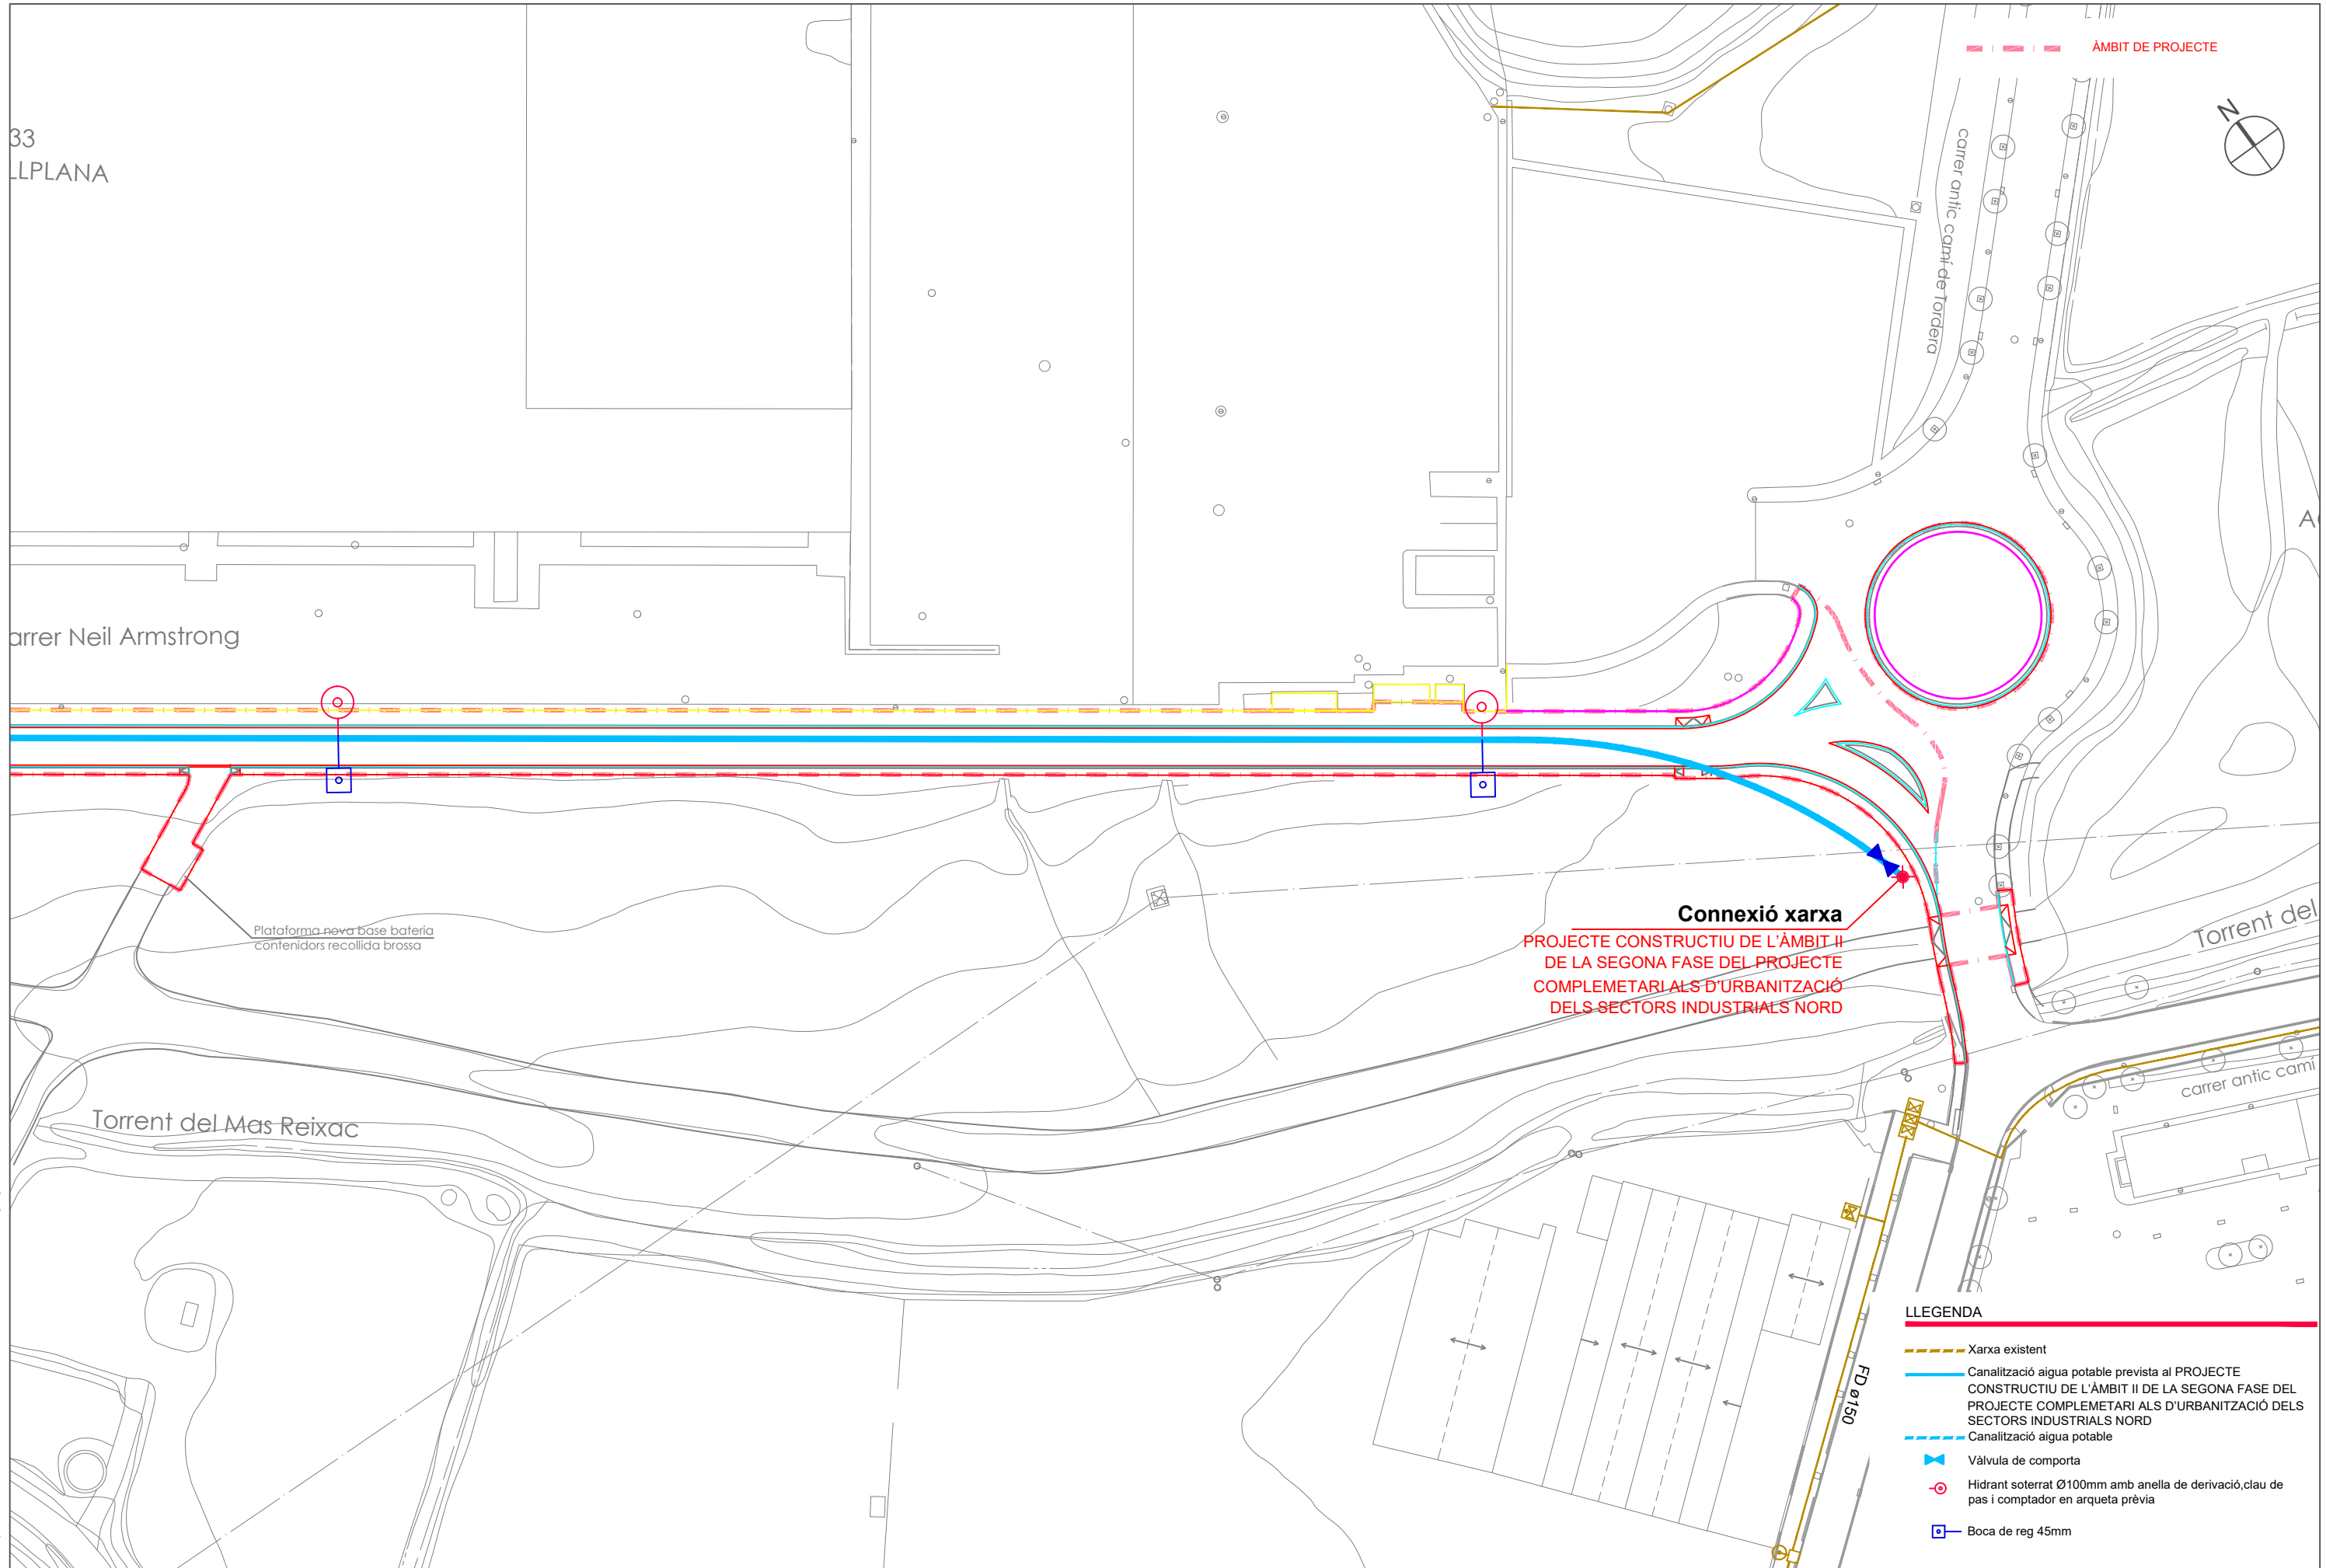 ÀMBIT DE PROJECTE
N
33
LLPLANA
carrer antic camí de Tordera
arrer Neil Armstrong
Plataforma nova base bateria
contenidors recollida brossa
Connexió xarxa
PROJECTE CONSTRUCTIU DE L'ÀMBIT II
DE LA SEGONA FASE DEL PROJECTE
COMPLEMETARI ALS D'URBANITZACIÓ
DELS SECTORS INDUSTRIALS NORD
Torrent del
carrer antic camí
Torrent del Mas Reixac
FD ø150
LLEGENDA
Xarxa existent
Canalització aigua potable prevista al PROJECTE
CONSTRUCTIU DE L'ÀMBIT II DE LA SEGONA FASE DEL
PROJECTE COMPLEMETARI ALS D'URBANITZACIÓ DELS
SECTORS INDUSTRIALS NORD
Canalització aigua potable
Vàlvula de comporta
Hidrant soterrat Ø100mm amb anella de derivació,clau de
pas i comptador en arqueta prèvia
Boca de reg 45mm